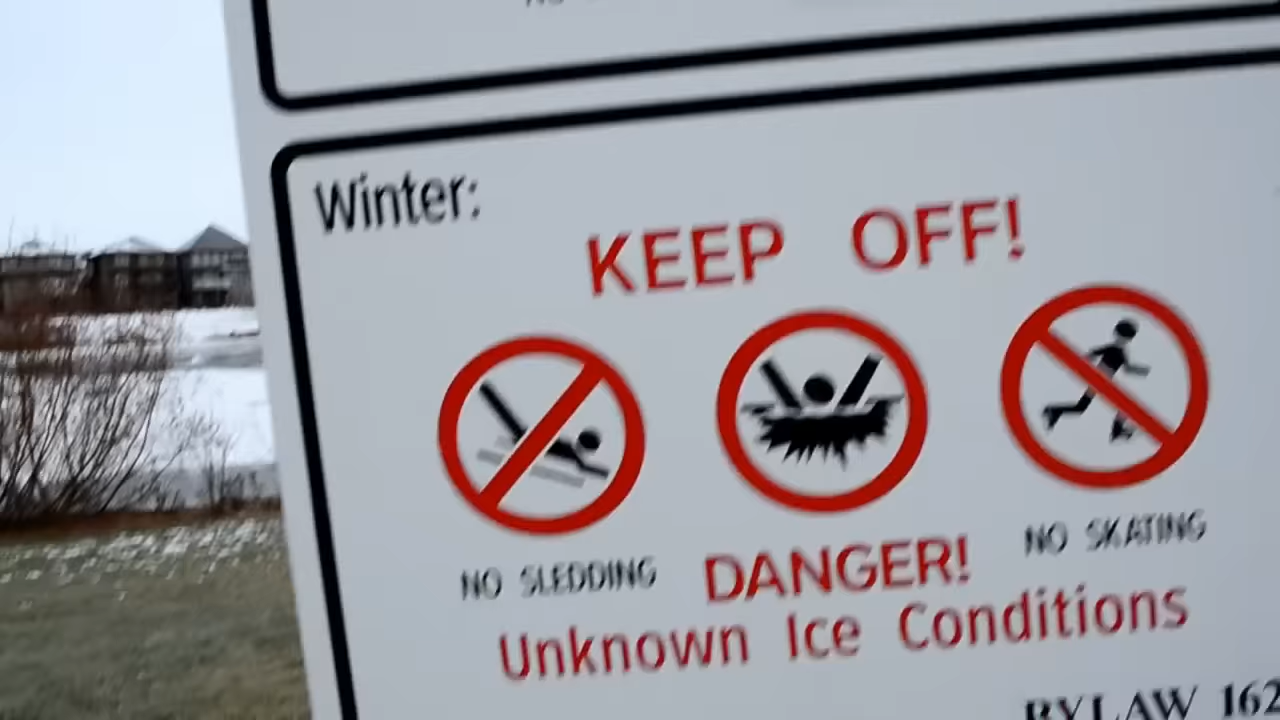 Winter:
KEEP OFF!
NO SLEDDING
DANGER!
NO SKATING
Unknown Ice Conditions
BYLAW 162